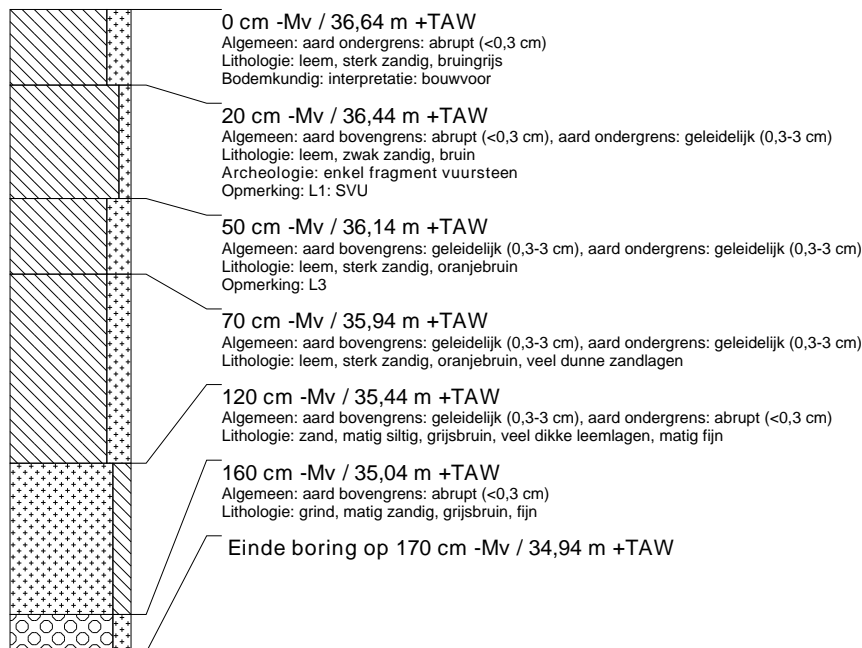 0 cm -Mv / 36,64 m +TAW
Algemeen: aard ondergrens: abrupt (<0,3 cm)
Lithologie: leem, sterk zandig, bruingrijs
Bodemkundig: interpretatie: bouwvoor
20 cm -Mv / 36,44 m +TAW
Algemeen: aard bovengrens: abrupt (<0,3 cm), aard ondergrens: geleidelijk (0,3-3 cm)
Lithologie: leem, zwak zandig, bruin
Archeologie: enkel fragment vuursteen
Opmerking: L1: SVU
50 cm -Mv / 36,14 m +TAW
Algemeen: aard bovengrens: geleidelijk (0,3-3 cm), aard ondergrens: geleidelijk (0,3-3 cm)
Lithologie: leem, sterk zandig, oranjebruin
Opmerking: L3
70 cm -Mv / 35,94 m +TAW
Algemeen: aard bovengrens: geleidelijk (0,3-3 cm), aard ondergrens: geleidelijk (0,3-3 cm)
Lithologie: leem, sterk zandig, oranjebruin, veel dunne zandlagen
120 cm -Mv / 35,44 m +TAW
Algemeen: aard bovengrens: geleidelijk (0,3-3 cm), aard ondergrens: abrupt (<0,3 cm)
Lithologie: zand, matig siltig, grijsbruin, veel dikke leemlagen, matig fijn
160 cm -Mv / 35,04 m +TAW
Algemeen: aard bovengrens: abrupt (<0,3 cm)
Lithologie: grind, matig zandig, grijsbruin, fijn
Einde boring op 170 cm -Mv / 34,94 m +TAW